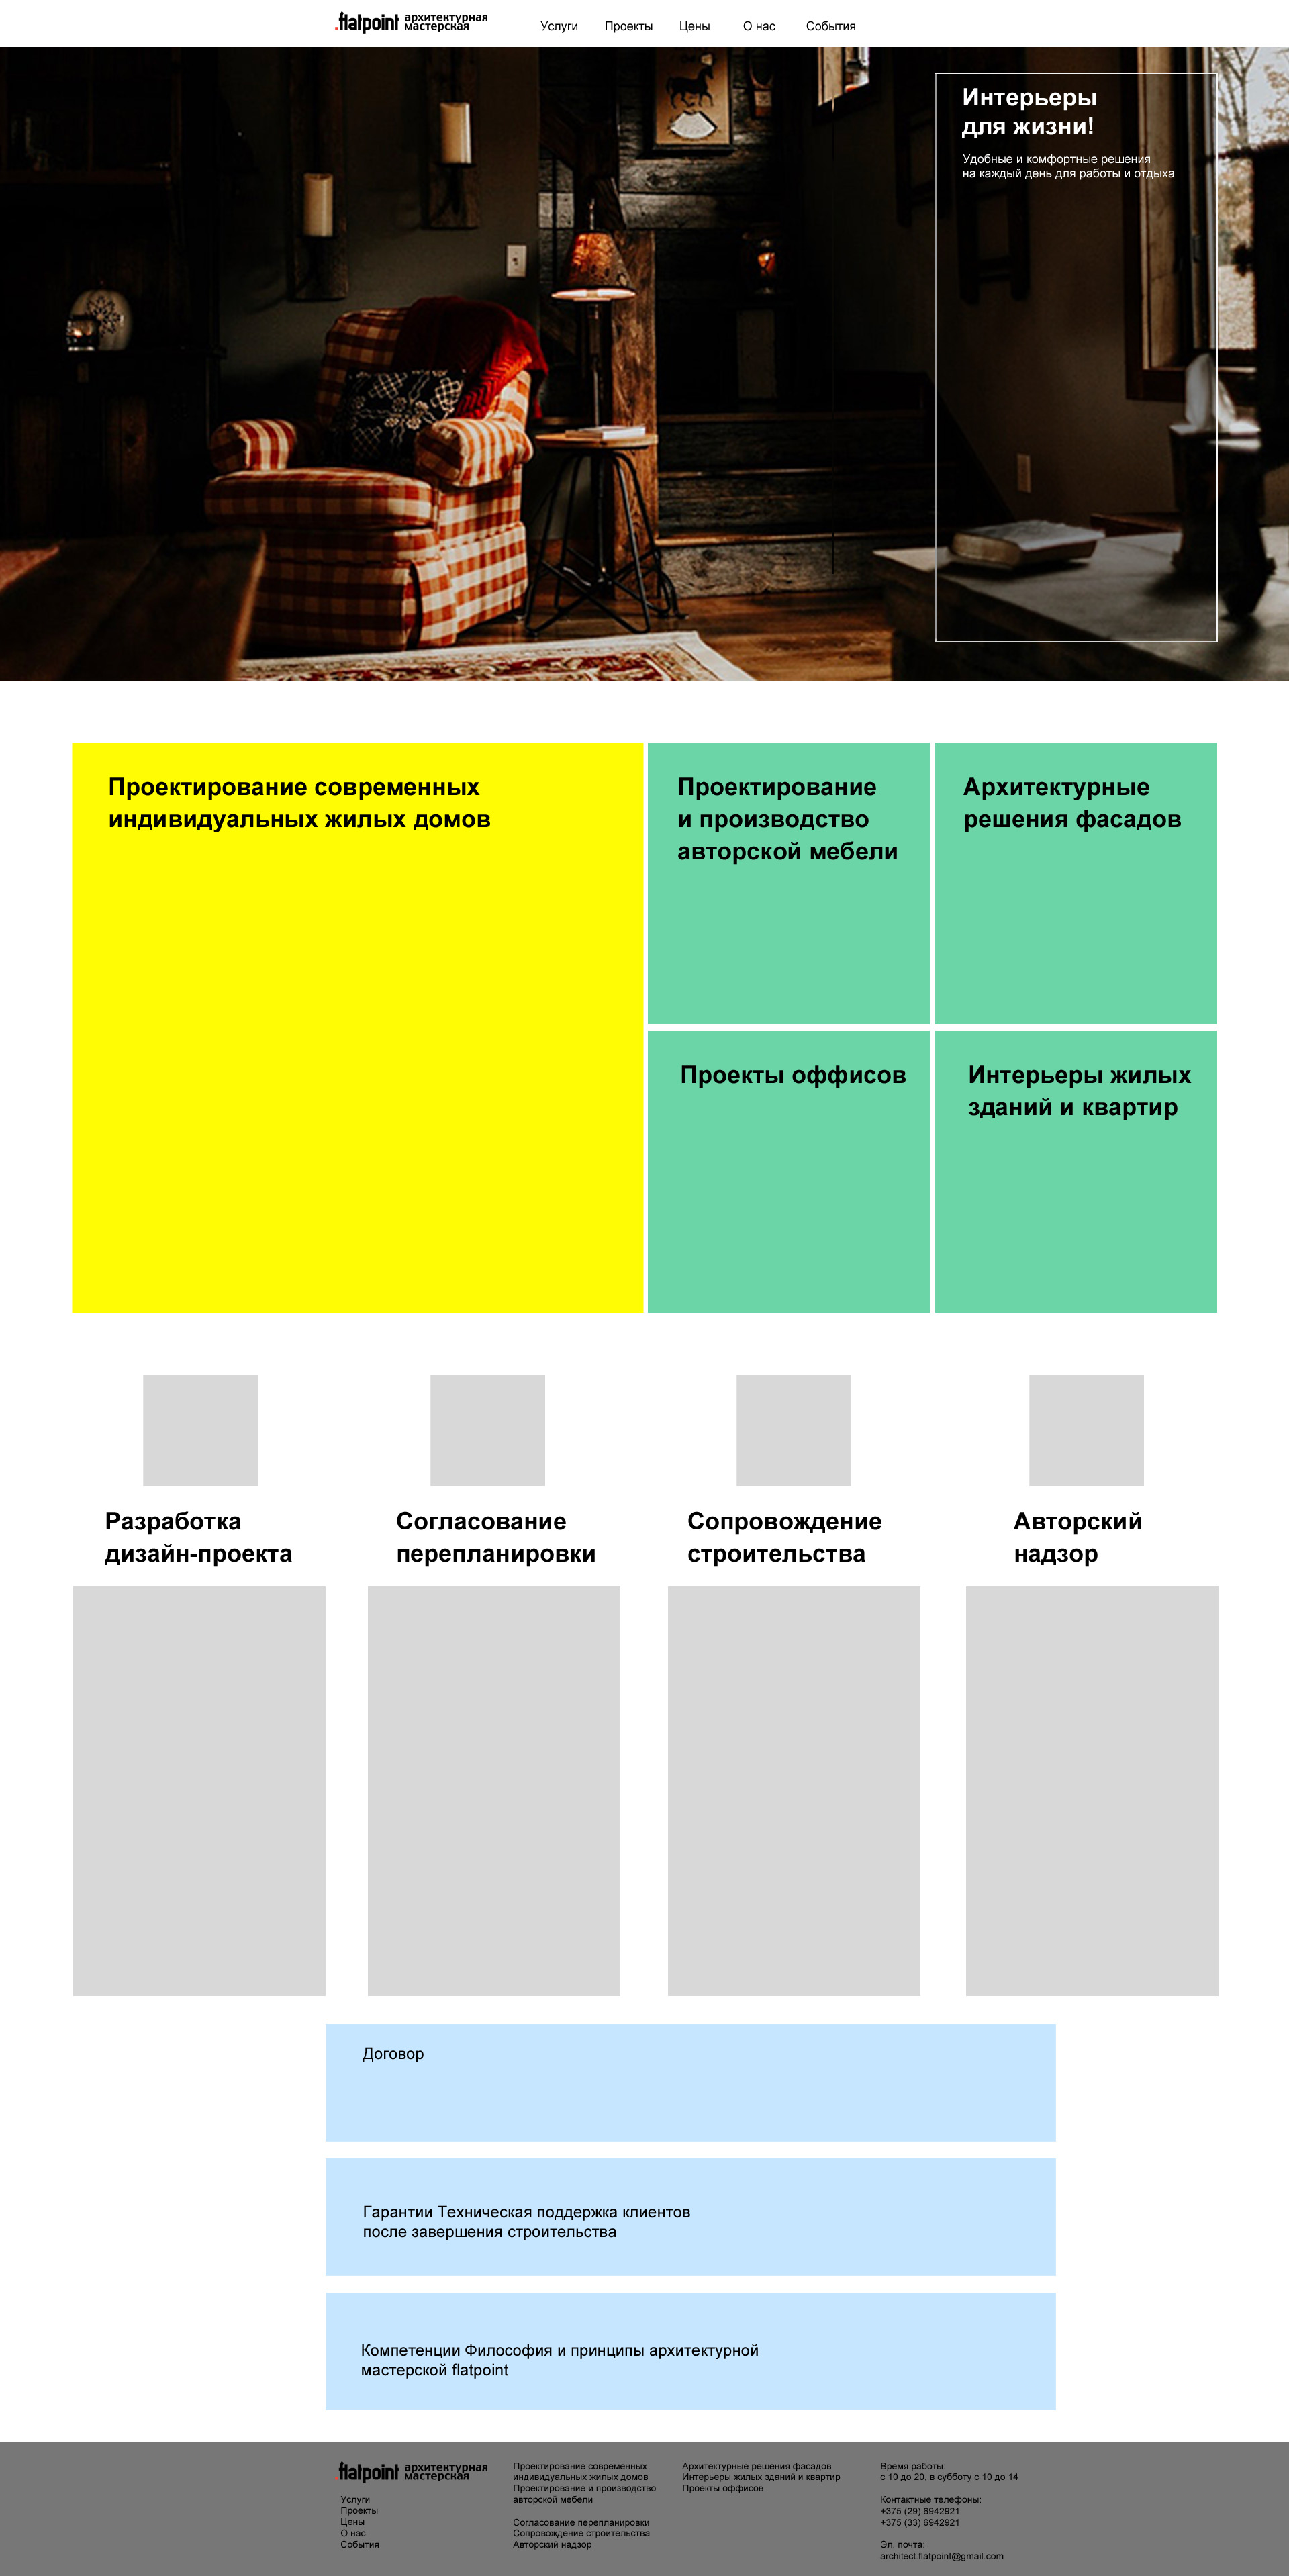 .flatpoint архитектурная мастерская
Услуги Проекты Цены О нас События
Интерьеры
для жизни!
Удобные и комфортные решения
на каждый день для работы и отдыха
Проектирование современных
индивидуальных жилых домов
Проектирование
и производство
авторской мебели
Архитектурные
решения фасадов
Проекты оффисов
Интерьеры жилых
зданий и квартир
Разработка
дизайн-проекта
Согласование
перепланировки
Сопровождение
строительства
Авторский
надзор
Договор
Гарантии Техническая поддержка клиентов
после завершения строительства
Компетенции Философия и принципы архитектурной
мастерской flatpoint
.flatpoint архитектурная мастерская
Услуги
Проекты
Цены
О нас
События
Проектирование современных
индивидуальных жилых домов
Проектирование и производство
авторской мебели
Согласование перепланировки
Сопровождение строительства
Авторский надзор
Архитектурные решения фасадов
Интерьеры жилых зданий и квартир
Проекты оффисов
Время работы:
с 10 до 20, в субботу с 10 до 14
Контактные телефоны:
+375 (29) 6942921
+375 (33) 6942921
Эл. почта:
architect.flatpoint@gmail.com